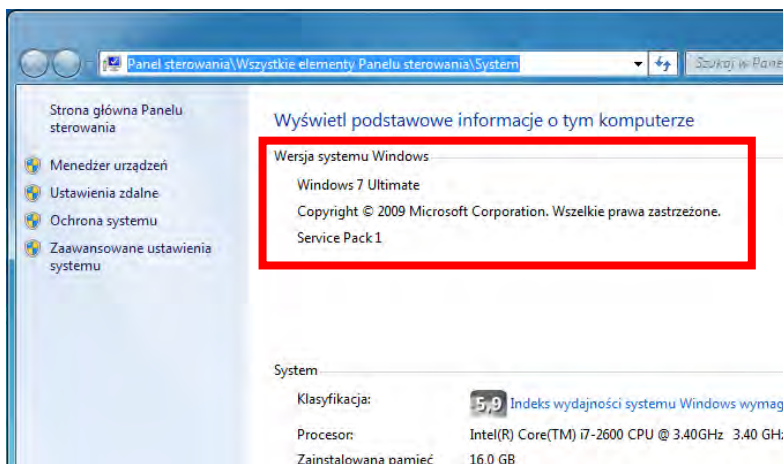 Panel sterowania\Wszystkie elementy Panelu sterowania\System
Szukaj w Pane
Strona główna Panelu
sterowania
Menedżer urządzeń
Ustawienia zdalne
Ochrona systemu
Zaawansowane ustawienia
systemu
Wyświetl podstawowe informacje o tym komputerze
Wersja systemu Windows
Windows 7 Ultimate
Copyright © 2009 Microsoft Corporation. Wszelkie prawa zastrzeżone.
Service Pack 1
System
Klasyfikacja:
5,9 Indeks wydajności systemu Windows wymag
Procesor:
Intel(R) Core(TM) i7-2600 CPU @ 3.40GHz 3.40 GHz
Zainstalowana pamięć
16,0 GB